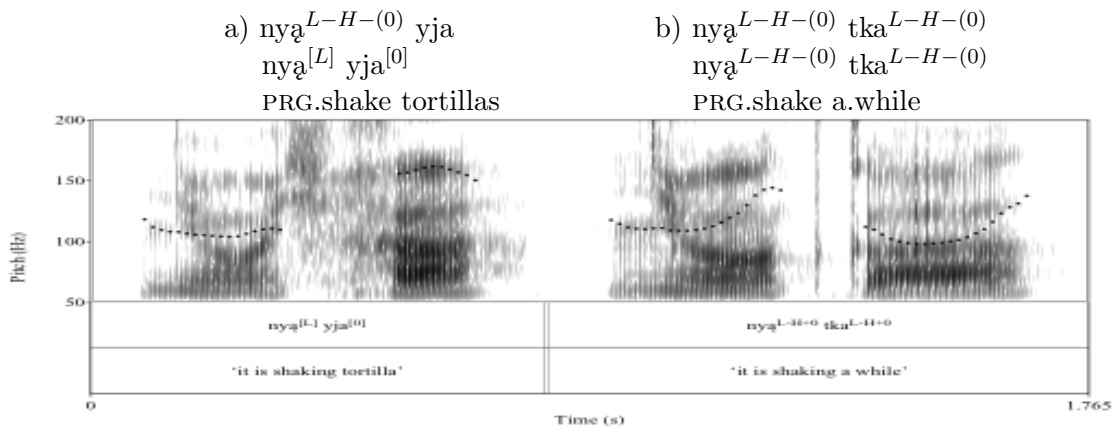 a) nyą^L−H−(0) yja
nyą^[L] yja^[0]
PRG.shake tortillas
b) nyą^L−H−(0) tka^L−H−(0)
nyą^L−H−(0) tka^L−H−(0)
PRG.shake a.while
200
150
100
50
Pitch (Hz)
nyą^[L] yja^[0]
nyą^L-H+0 tka^L-H+0
‘it is shaking tortilla’
‘it is shaking a while’
0
1.765
Time (s)